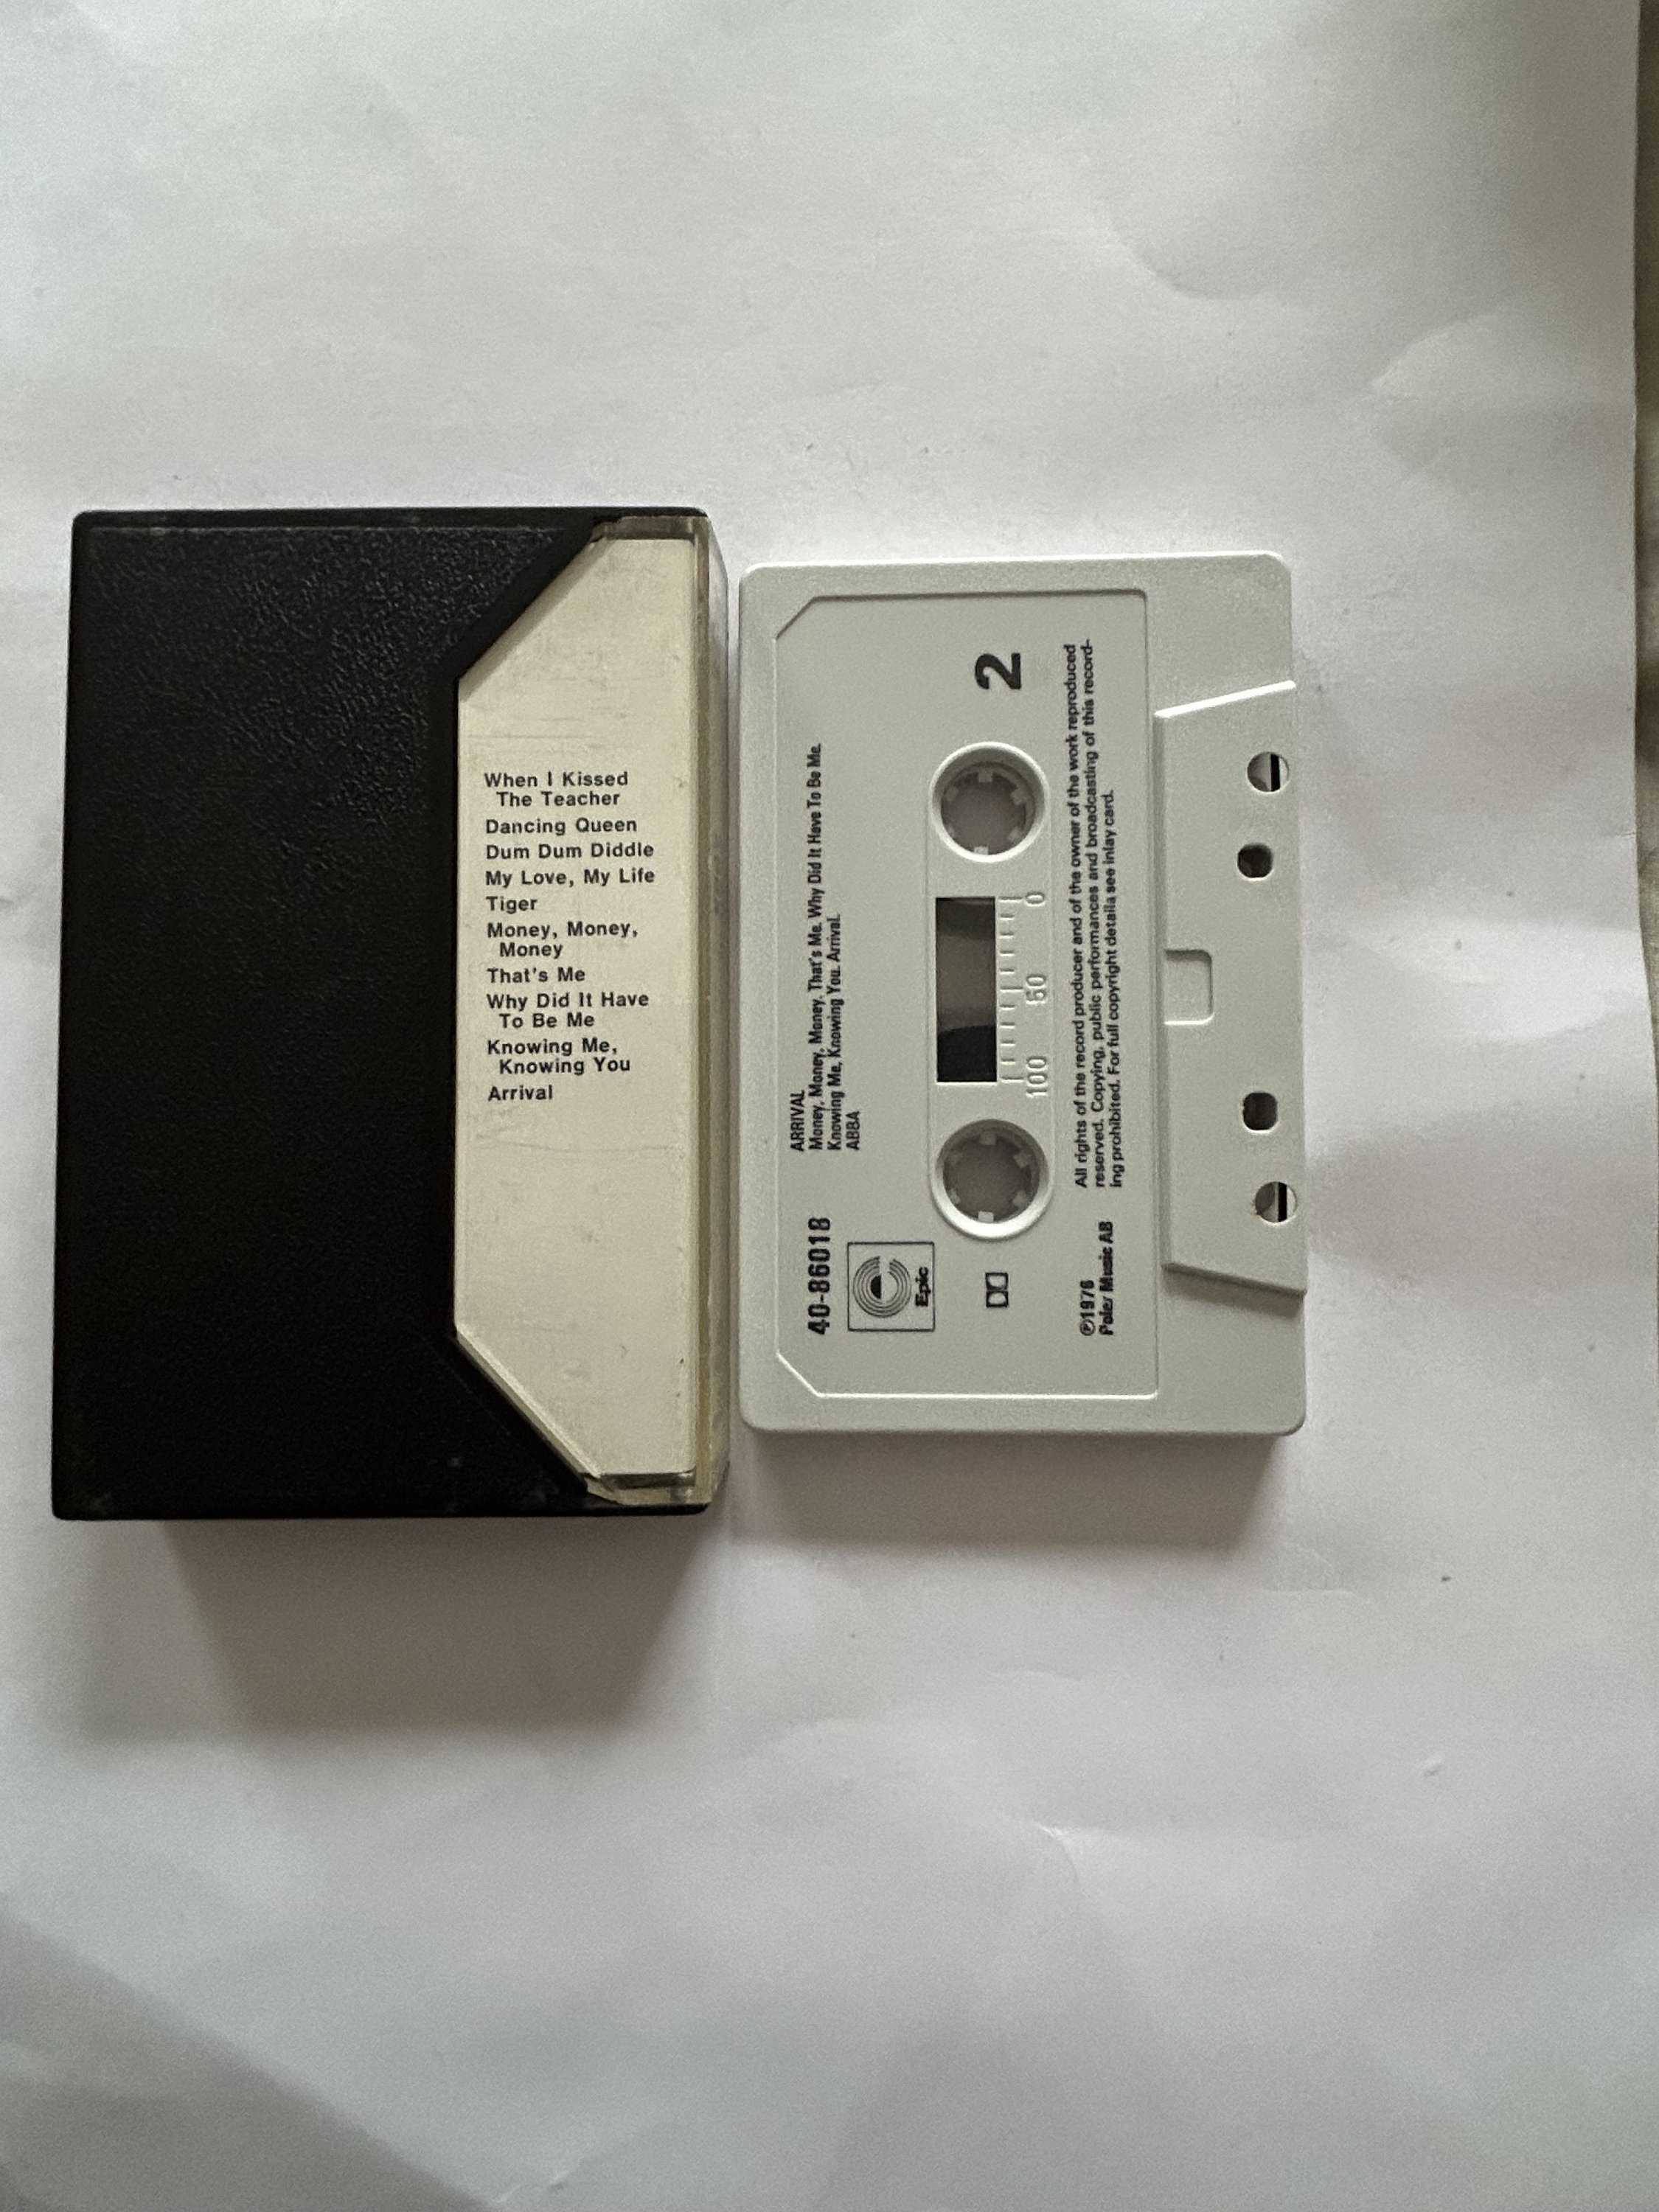 When I Kissed
The Teacher
Dancing Queen
Dum Dum Diddle
My Love, My Life
Tiger
Money, Money,
Money
That's Me
Why Did It Have
To Be Me
Knowing Me,
Knowing You
Arrival
40-86018
ARRIVAL
Money, Money, Money. That's Me. Why Did It Have To Be Me.
Knowing Me, Knowing You. Arrival.
ABBA
Epic
2
100 50 0
℗1976
Polar Music AB
All rights of the record producer and of the owner of the work reproduced
reserved. Copying, public performances and broadcasting of this record-
ing prohibited. For full copyright details see inlay card.